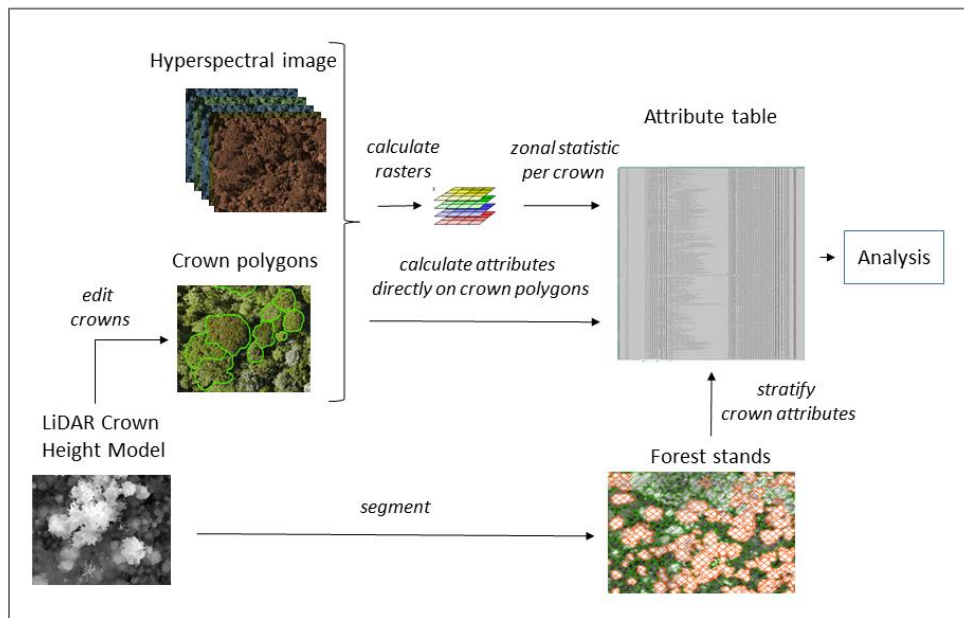 Hyperspectral image
calculate
rasters
zonal statistic
per crown
Attribute table
Analysis
Crown polygons
calculate attributes
directly on crown polygons
edit
crowns
LiDAR Crown
Height Model
segment
stratify
crown attributes
Forest stands